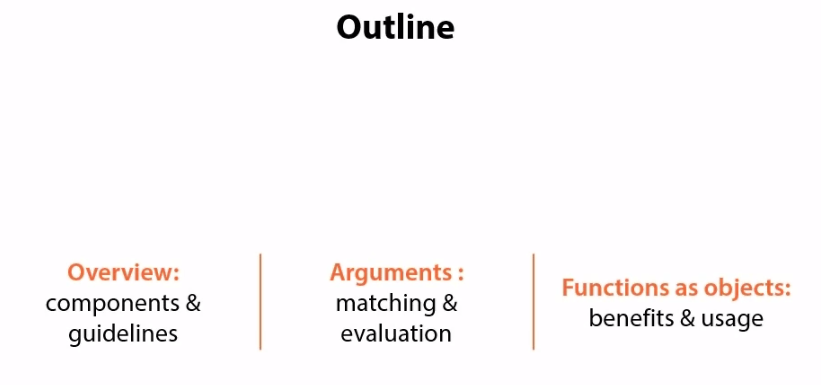 Outline
Overview:
components &
guidelines
Arguments :
matching &
evaluation
Functions as objects:
benefits & usage